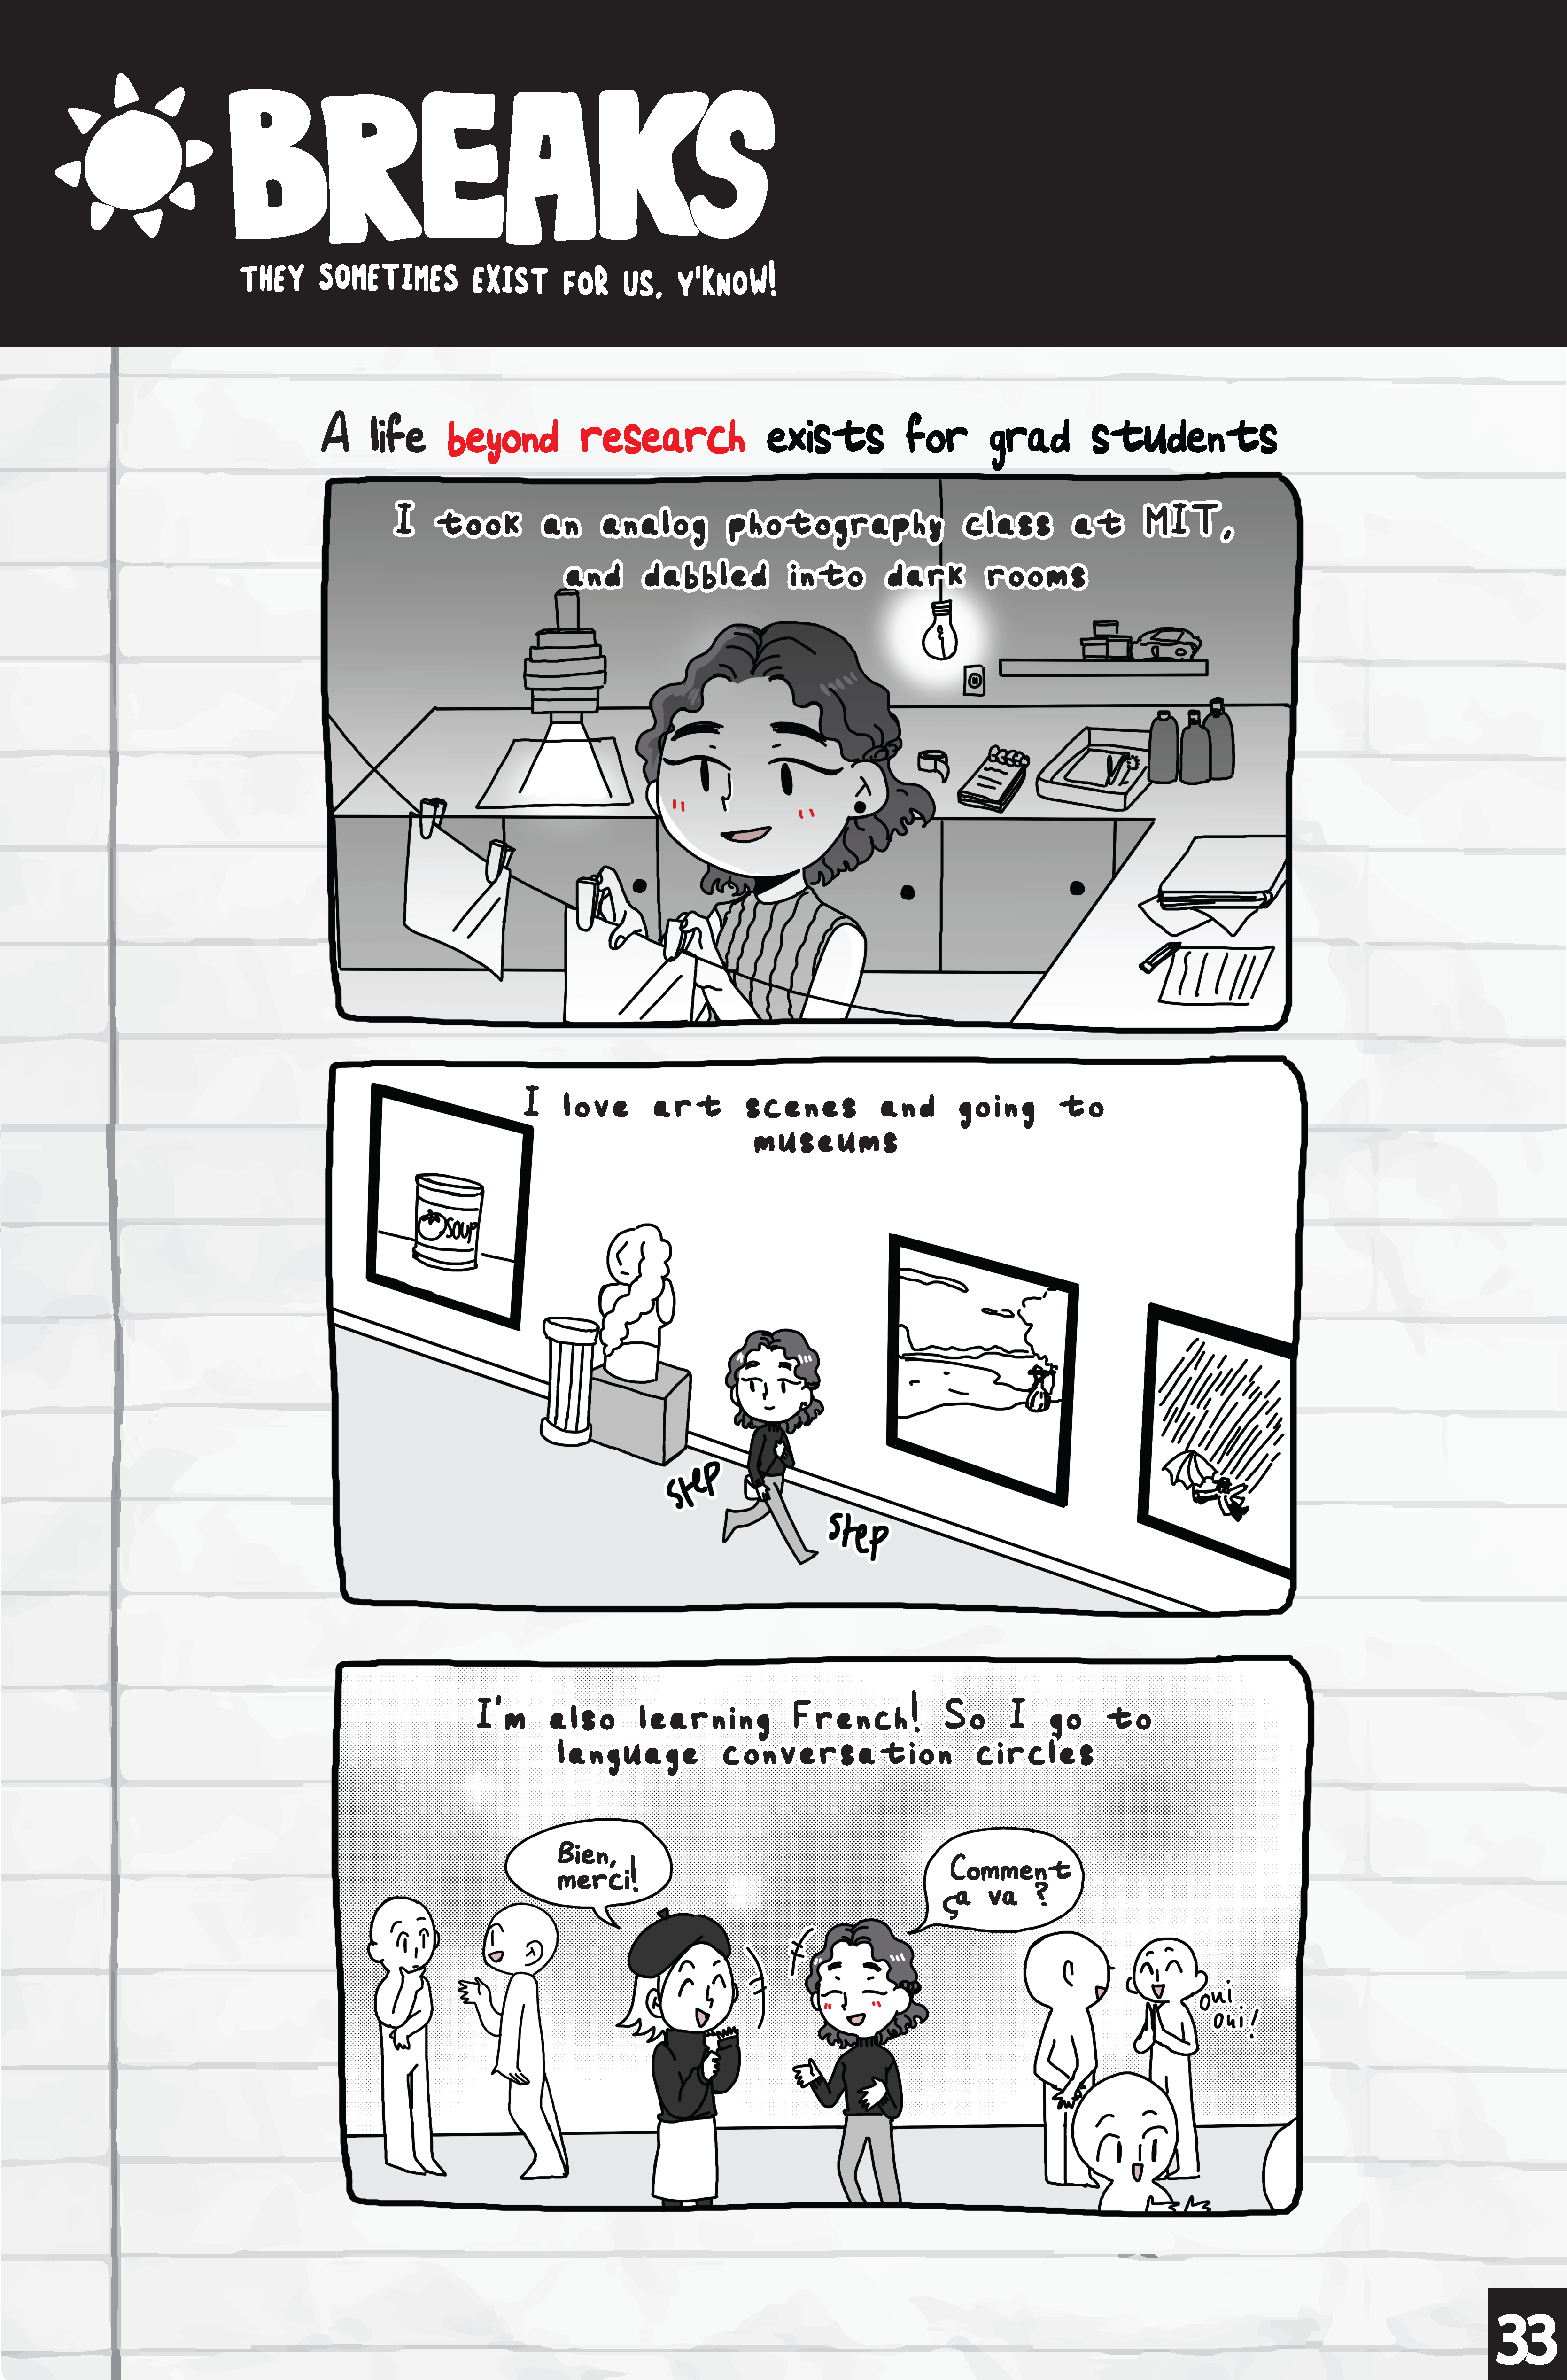 BREAKS
THEY SOMETIMES EXIST FOR US, Y'KNOW!
A life beyond research exists for grad students
I took an analog photography class at MIT,
and dabbled into dark rooms
I love art scenes and going to
museums
SOUP
step
step
I'm also learning French! So I go to
language conversation circles
Bien,
merci!
Comment
ça va ?
oui
oui!
33